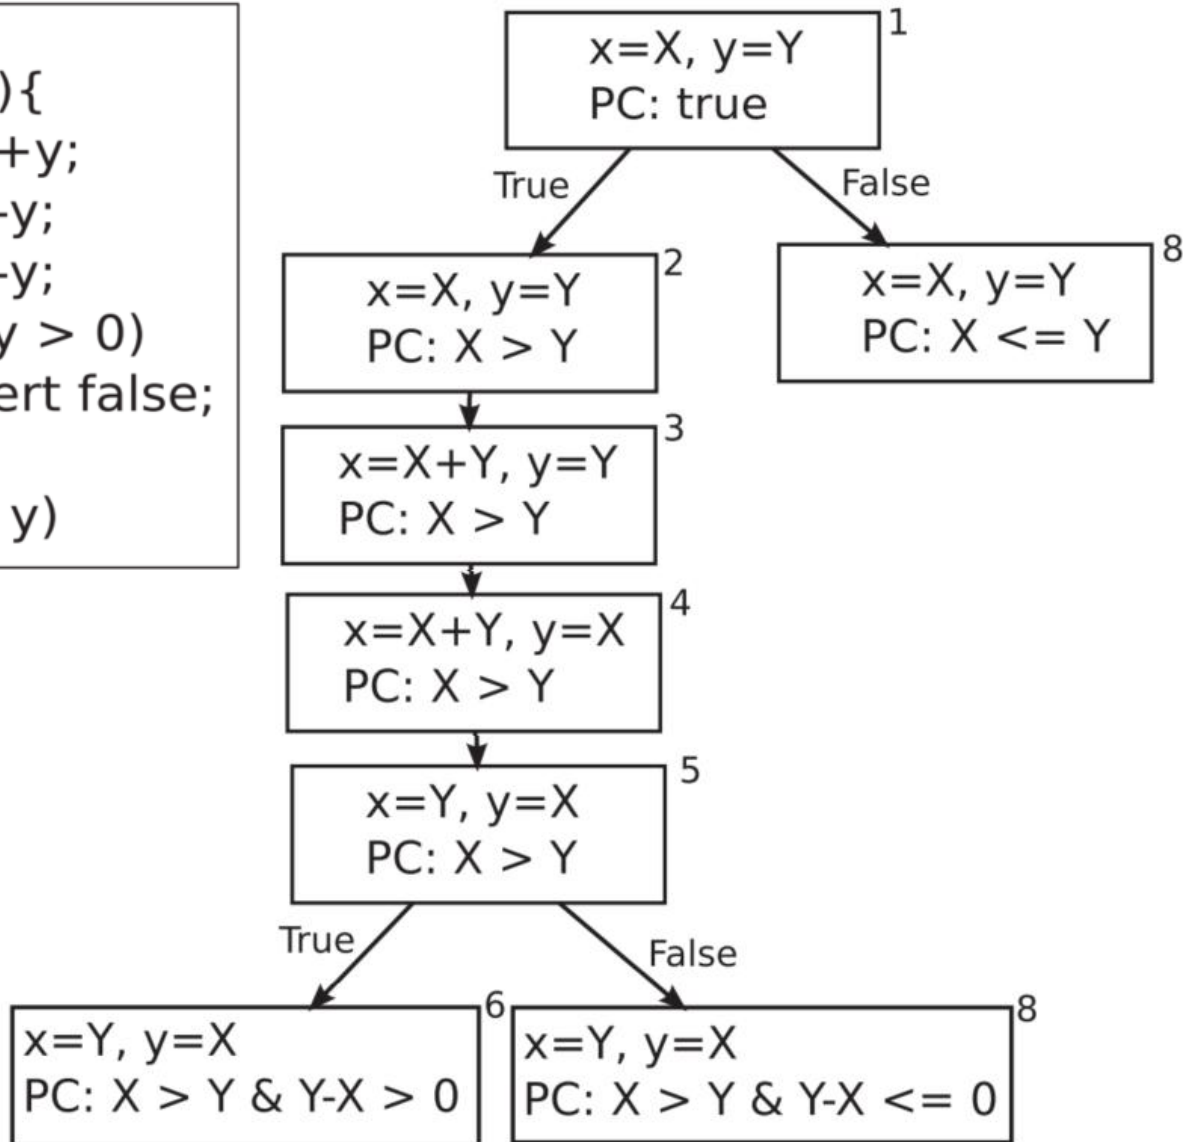 ){
+y;
-y;
-y;
y > 0)
ert false;
y)
1
x=X, y=Y
PC: true
True
False
2
x=X, y=Y
PC: X > Y
8
x=X, y=Y
PC: X <= Y
3
x=X+Y, y=Y
PC: X > Y
4
x=X+Y, y=X
PC: X > Y
5
x=Y, y=X
PC: X > Y
True
False
6
x=Y, y=X
PC: X > Y & Y-X > 0
8
x=Y, y=X
PC: X > Y & Y-X <= 0